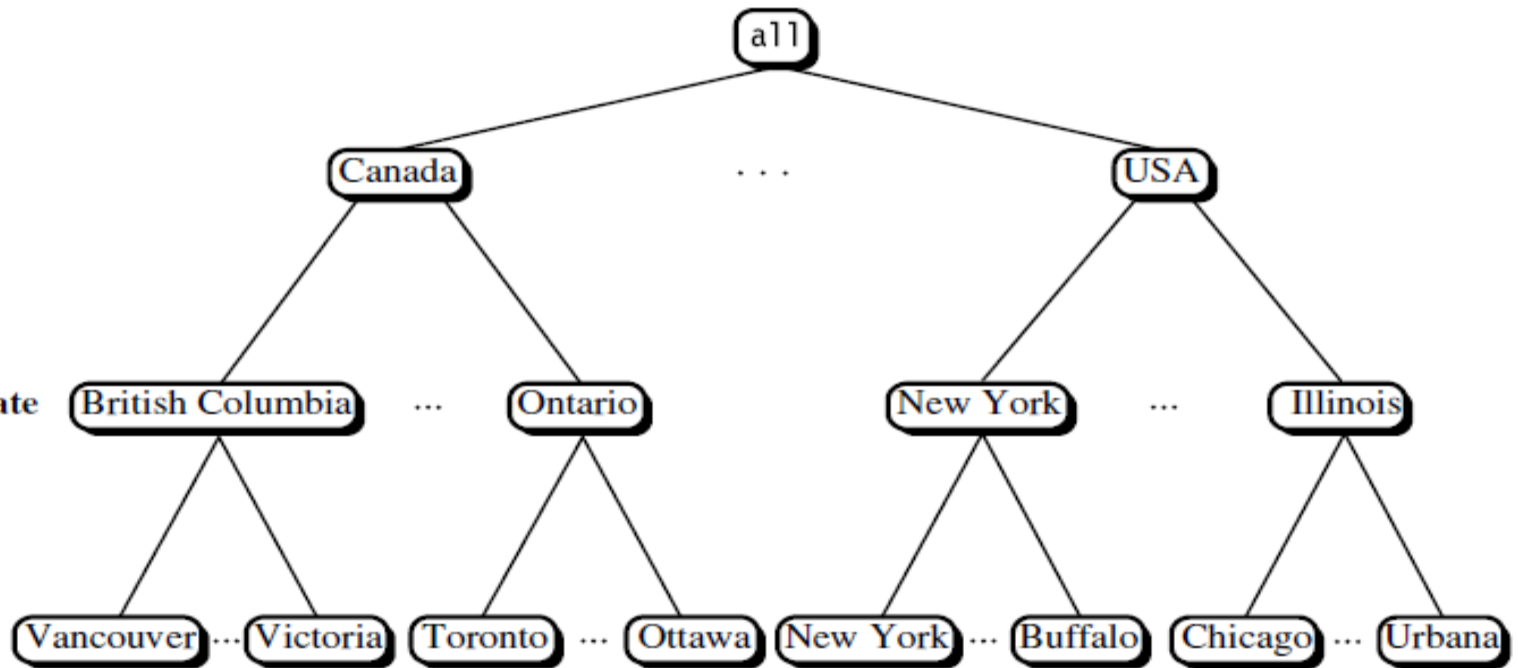 all
Canada ... USA
ate British Columbia ... Ontario New York ... Illinois
Vancouver ... Victoria Toronto ... Ottawa New York ... Buffalo Chicago ... Urbana